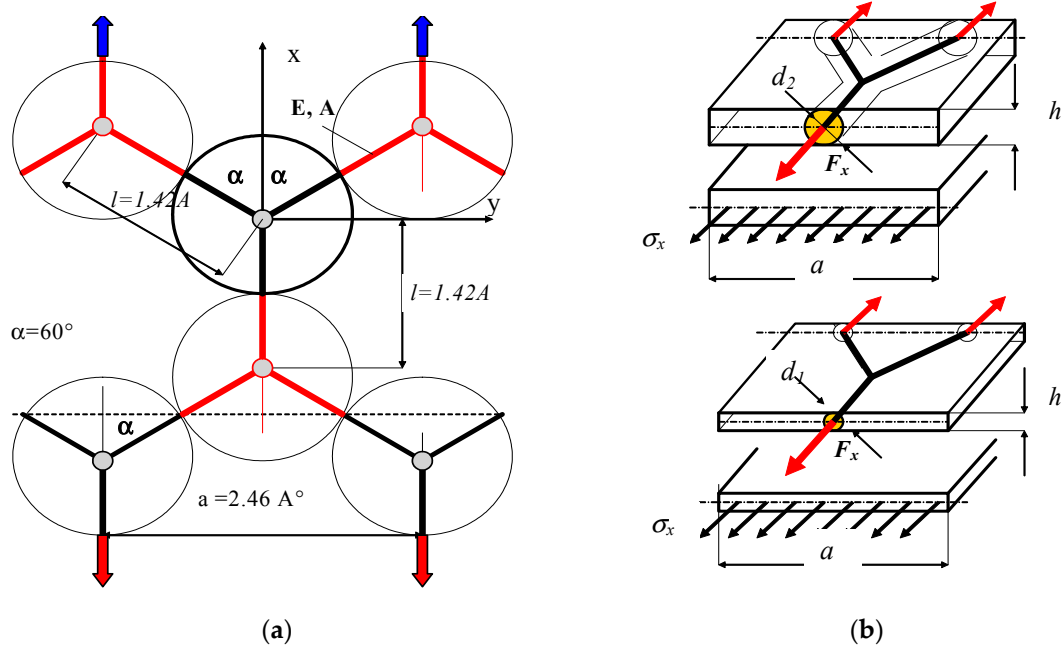 x
E, A
α α
l=1.42A
y
l=1.42A
α=60°
α
a =2.46 A°
(a)
d2
h
Fx
σx
a
d1
h
Fx
σx
a
(b)